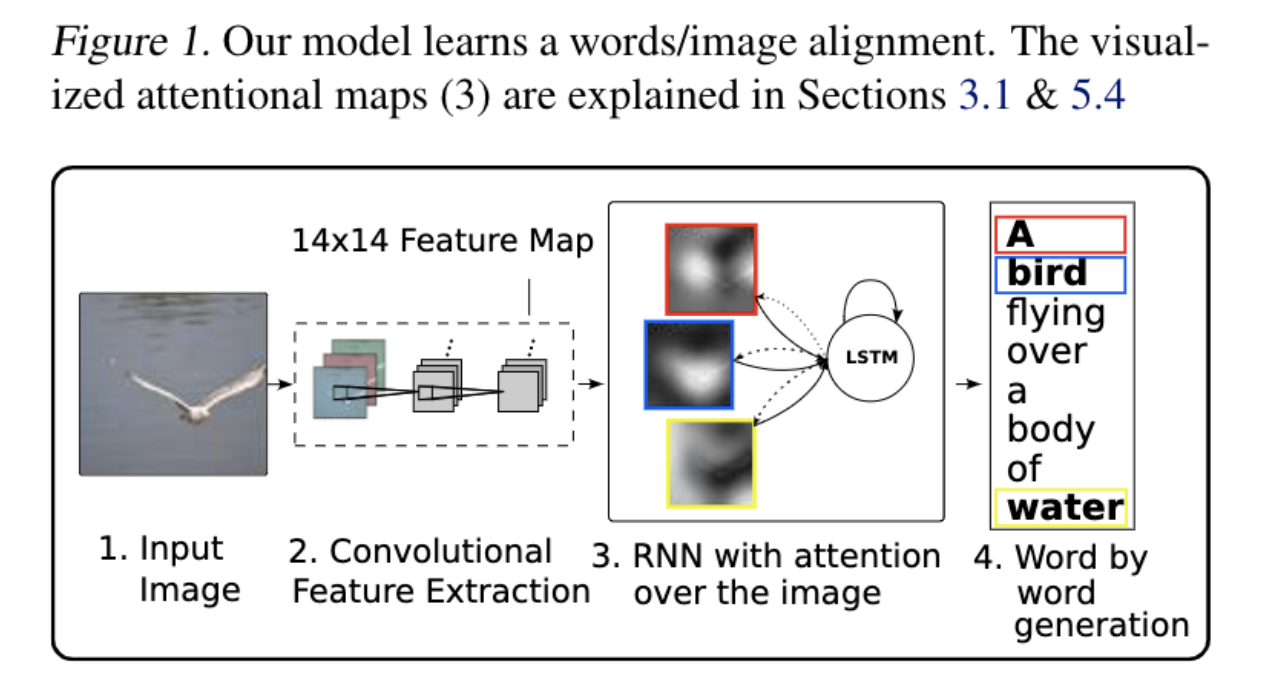 Figure 1. Our model learns a words/image alignment. The visual-
ized attentional maps (3) are explained in Sections 3.1 & 5.4
14x14 Feature Map
LSTM
A
bird
flying
over
a
body
of
water
1. Input
Image
2. Convolutional
Feature Extraction
3. RNN with attention
over the image
4. Word by
word
generation